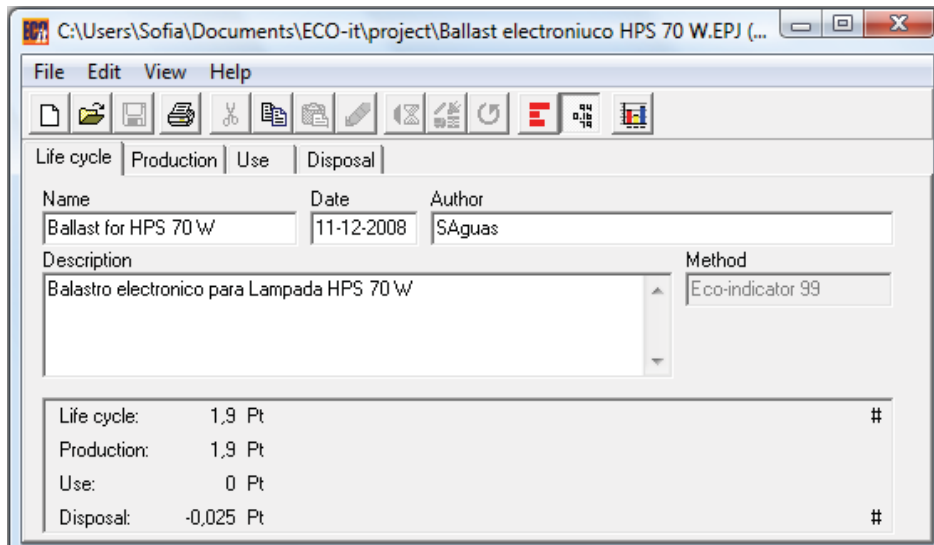 C:\Users\Sofia\Documents\ECO-it\project\Ballast electroniuco HPS 70 W.EPJ (...
File Edit View Help
Life cycle Production Use Disposal
Name Date Author
Ballast for HPS 70 W 11-12-2008 SAguas
Description Method
Balastro electronico para Lampada HPS 70 W Eco-indicator 99
Life cycle: 1,9 Pt #
Production: 1,9 Pt
Use: 0 Pt
Disposal: -0,025 Pt #